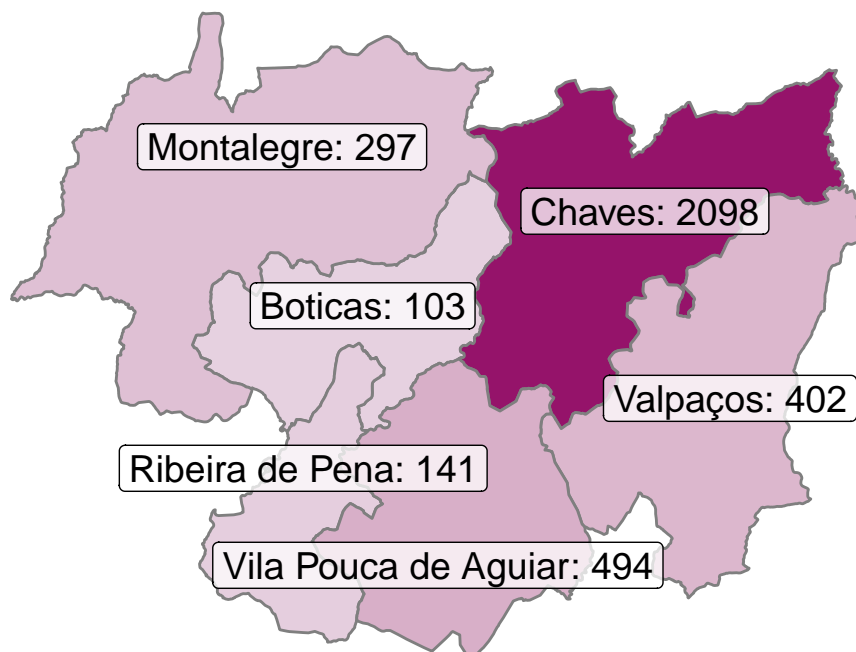 Montalegre: 297
Chaves: 2098
Boticas: 103
Valpaços: 402
Ribeira de Pena: 141
Vila Pouca de Aguiar: 494